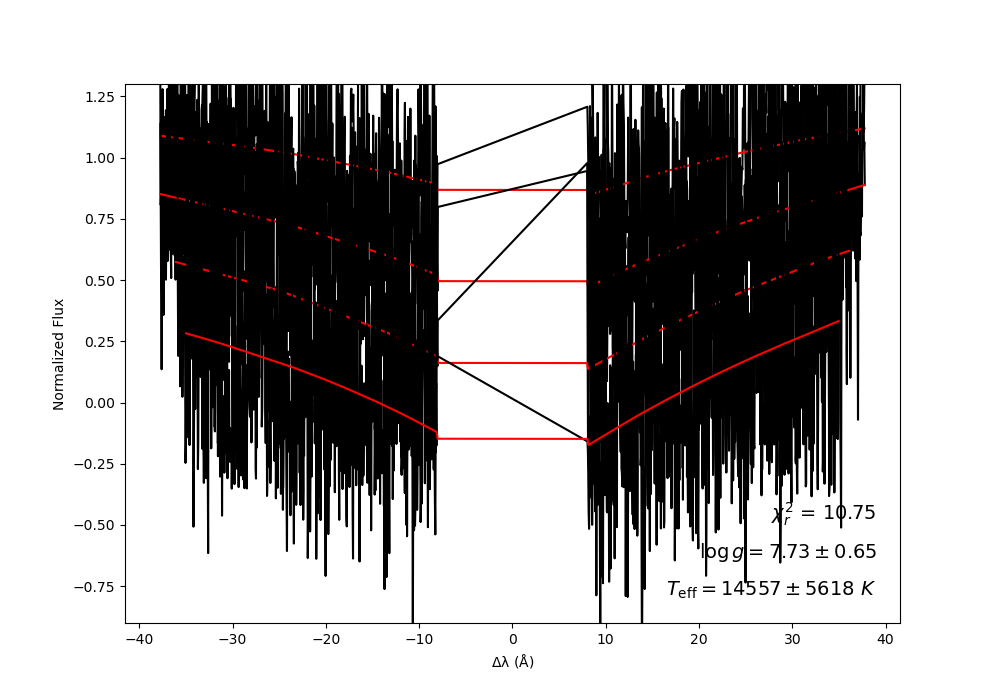 1.25
1.00
0.75
0.50
0.25
0.00
−0.25
−0.50
−0.75
Normalized Flux
χ²ᵣ = 10.75
log g = 7.73 ± 0.65
T_eff = 14557 ± 5618 K
−40 −30 −20 −10 0 10 20 30 40
Δλ (Å)